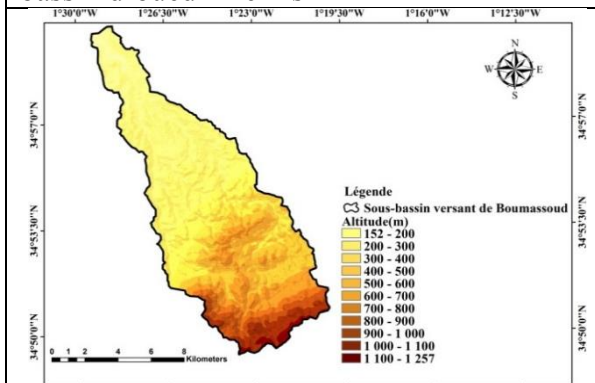 1°30'0"W 1°26'30"W 1°23'0"W 1°19'30"W 1°16'0"W 1°12'30"W
N
W E
S
34°57'0"N 34°57'0"N
34°53'30"N 34°53'30"N
34°50'0"N 34°50'0"N
Légende
Sous-bassin versant de Boumassoud
Altitude(m)
152 - 200
200 - 300
300 - 400
400 - 500
500 - 600
600 - 700
700 - 800
800 - 900
900 - 1 000
1 000 - 1 100
1 100 - 1 257
0 1 2 4 6 8
Kilometers